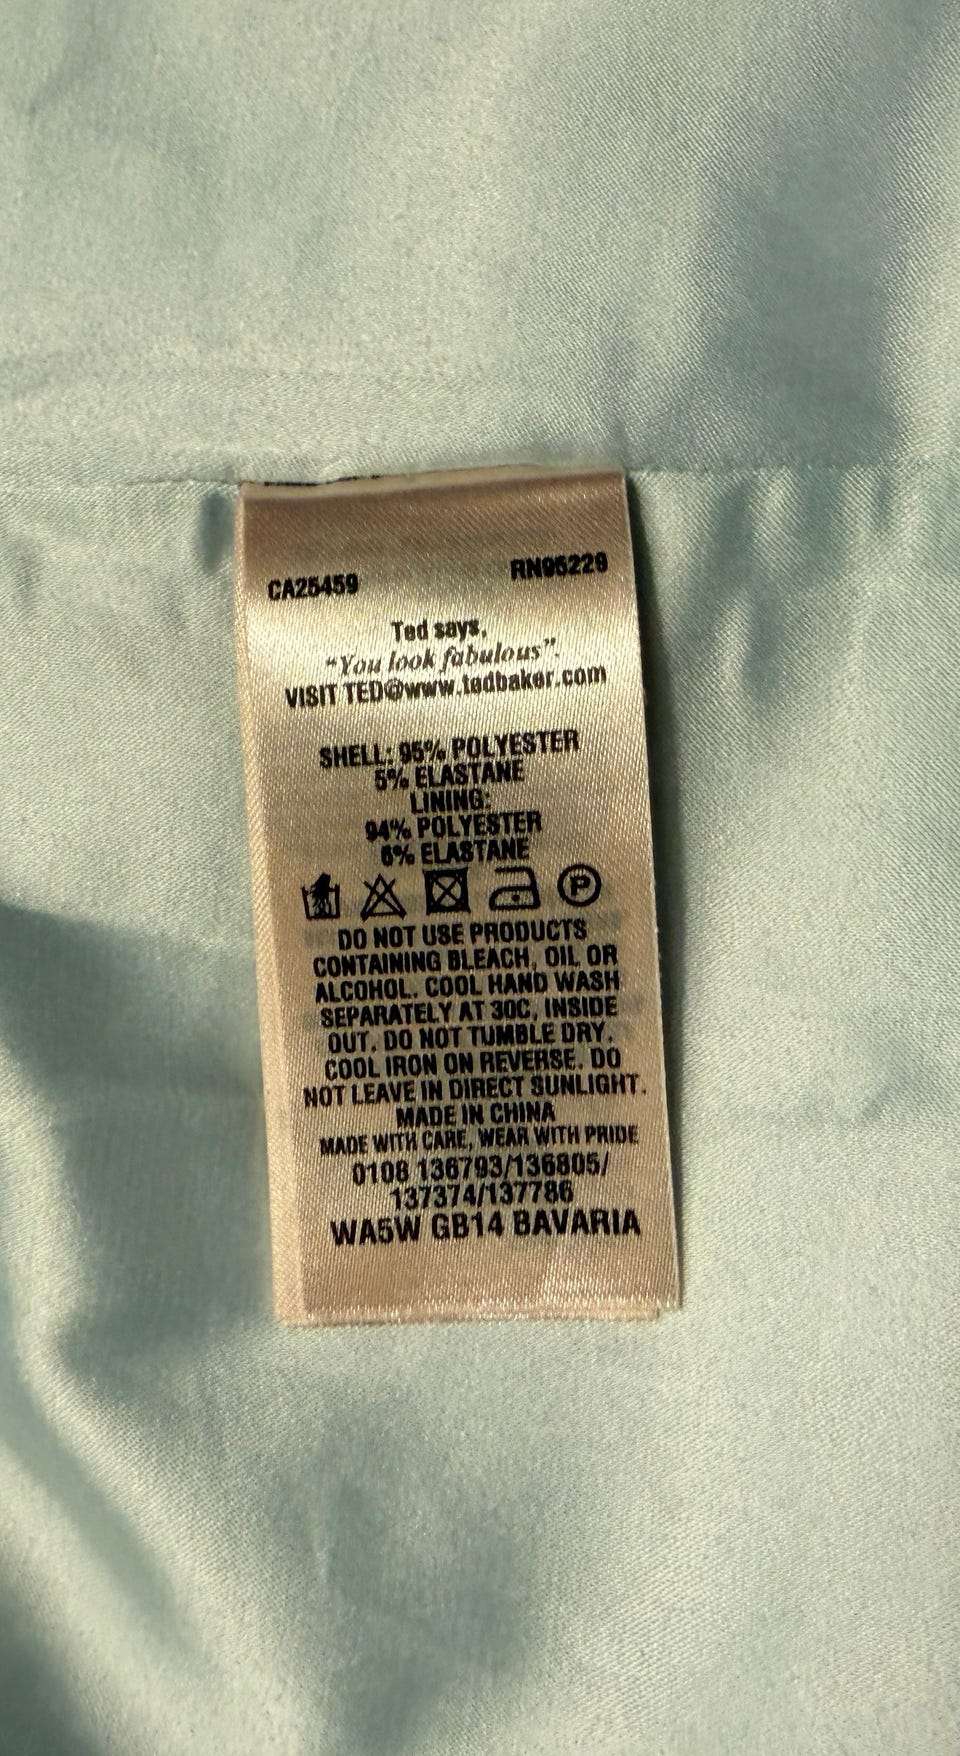 CA25459 RN95229
Ted says,
"You look fabulous".
VISIT TED@www.tedbaker.com
SHELL: 95% POLYESTER
5% ELASTANE
LINING:
94% POLYESTER
6% ELASTANE
P
DO NOT USE PRODUCTS
CONTAINING BLEACH, OIL OR
ALCOHOL. COOL HAND WASH
SEPARATELY AT 30C, INSIDE
OUT. DO NOT TUMBLE DRY.
COOL IRON ON REVERSE. DO
NOT LEAVE IN DIRECT SUNLIGHT.
MADE IN CHINA
MADE WITH CARE, WEAR WITH PRIDE
0108 136793/136805/
137374/137786
WA5W GB14 BAVARIA